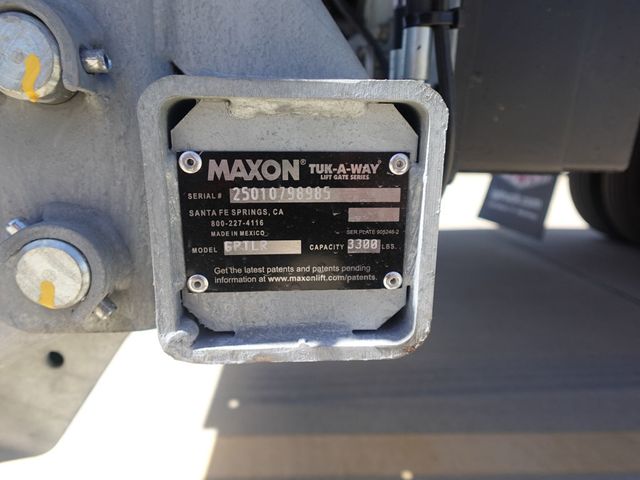 MAXON® TUK-A-WAY®
LIFT GATE SERIES
SERIAL # 25010798985
SANTA FE SPRINGS, CA
800-227-4116
MADE IN MEXICO
SER.PLATE 905246-2
MODEL GPTLR CAPACITY 3300 LBS.
Get the latest patents and patents pending
information at www.maxonlift.com/patents.